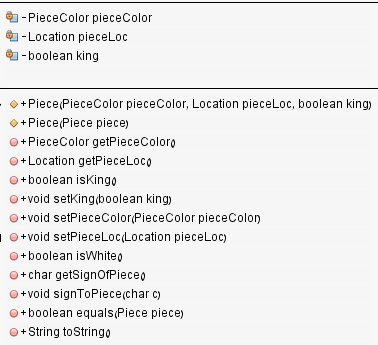 - PieceColor pieceColor
- Location pieceLoc
- boolean king
+ Piece(PieceColor pieceColor, Location pieceLoc, boolean king)
+ Piece(Piece piece)
+ PieceColor getPieceColor()
+ Location getPieceLoc()
+ boolean isKing()
+ void setKing(boolean king)
+ void setPieceColor(PieceColor pieceColor)
+ void setPieceLoc(Location pieceLoc)
+ boolean isWhite()
+ char getSignOfPiece()
+ void signToPiece(char c)
+ boolean equals(Piece piece)
+ String toString()